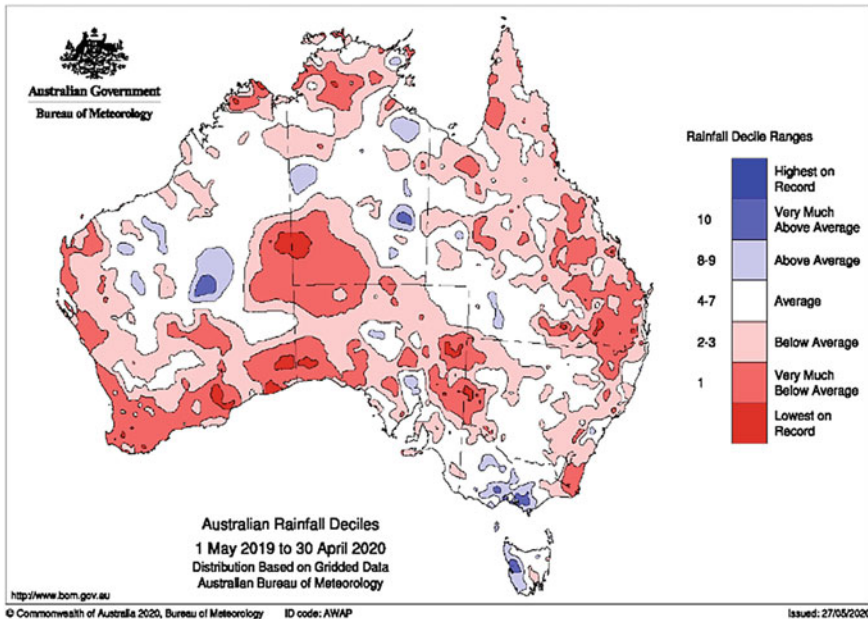 Australian Government
Bureau of Meteorology
Rainfall Decile Ranges
Highest on
Record
10
Very Much
Above Average
8-9
Above Average
4-7
Average
2-3
Below Average
1
Very Much
Below Average
Lowest on
Record
Australian Rainfall Deciles
1 May 2019 to 30 April 2020
Distribution Based on Gridded Data
Australian Bureau of Meteorology
http://www.bom.gov.au
© Commonwealth of Australia 2020, Bureau of Meteorology ID code: AWAP Issued: 27/05/2020